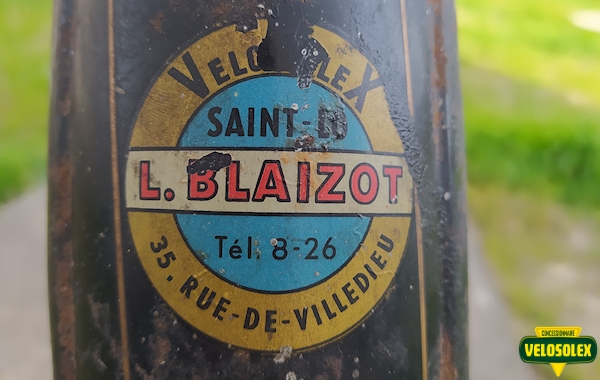 VELOSOLEX
SAINT-LO
L. BLAIZOT
Tél. 8-26
35, RUE-DE-VILLEDIEU
CONCESSIONNAIRE
VELOSOLEX